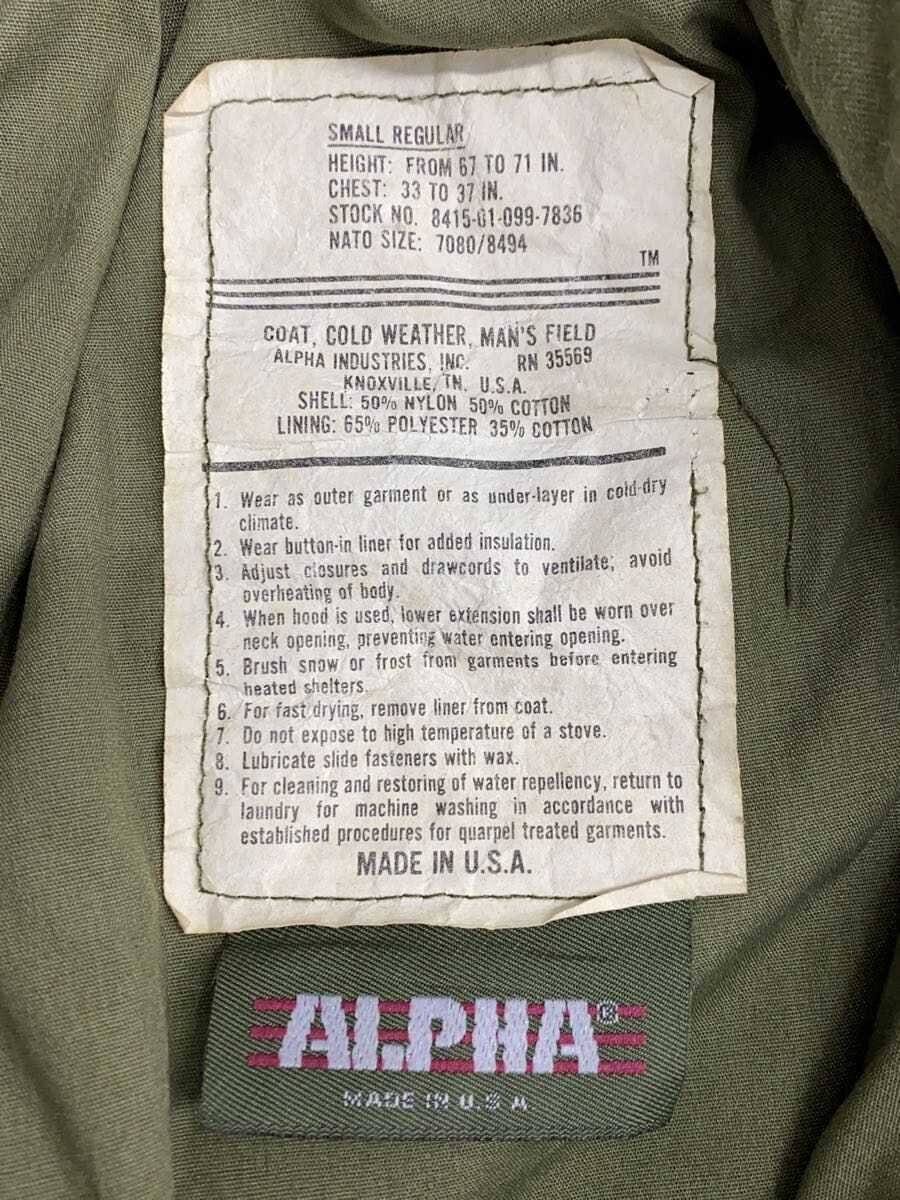 SMALL REGULAR
HEIGHT: FROM 67 TO 71 IN.
CHEST: 33 TO 37 IN.
STOCK NO. 8415-01-099-7836
NATO SIZE: 7080/8494
TM
COAT, COLD WEATHER, MAN'S FIELD
ALPHA INDUSTRIES, INC. RN 35569
KNOXVILLE, TN. U.S.A.
SHELL: 50% NYLON 50% COTTON
LINING: 65% POLYESTER 35% COTTON
1. Wear as outer garment or as under-layer in cold-dry
climate.
2. Wear button-in liner for added insulation.
3. Adjust closures and drawcords to ventilate; avoid
overheating of body.
4. When hood is used, lower extension shall be worn over
neck opening, preventing water entering opening.
5. Brush snow or frost from garments before entering
heated shelters.
6. For fast drying, remove liner from coat.
7. Do not expose to high temperature of a stove.
8. Lubricate slide fasteners with wax.
9. For cleaning and restoring of water repellency, return to
laundry for machine washing in accordance with
established procedures for quarpel treated garments.
MADE IN U.S.A.
ALPHA®
MADE IN U.S.A